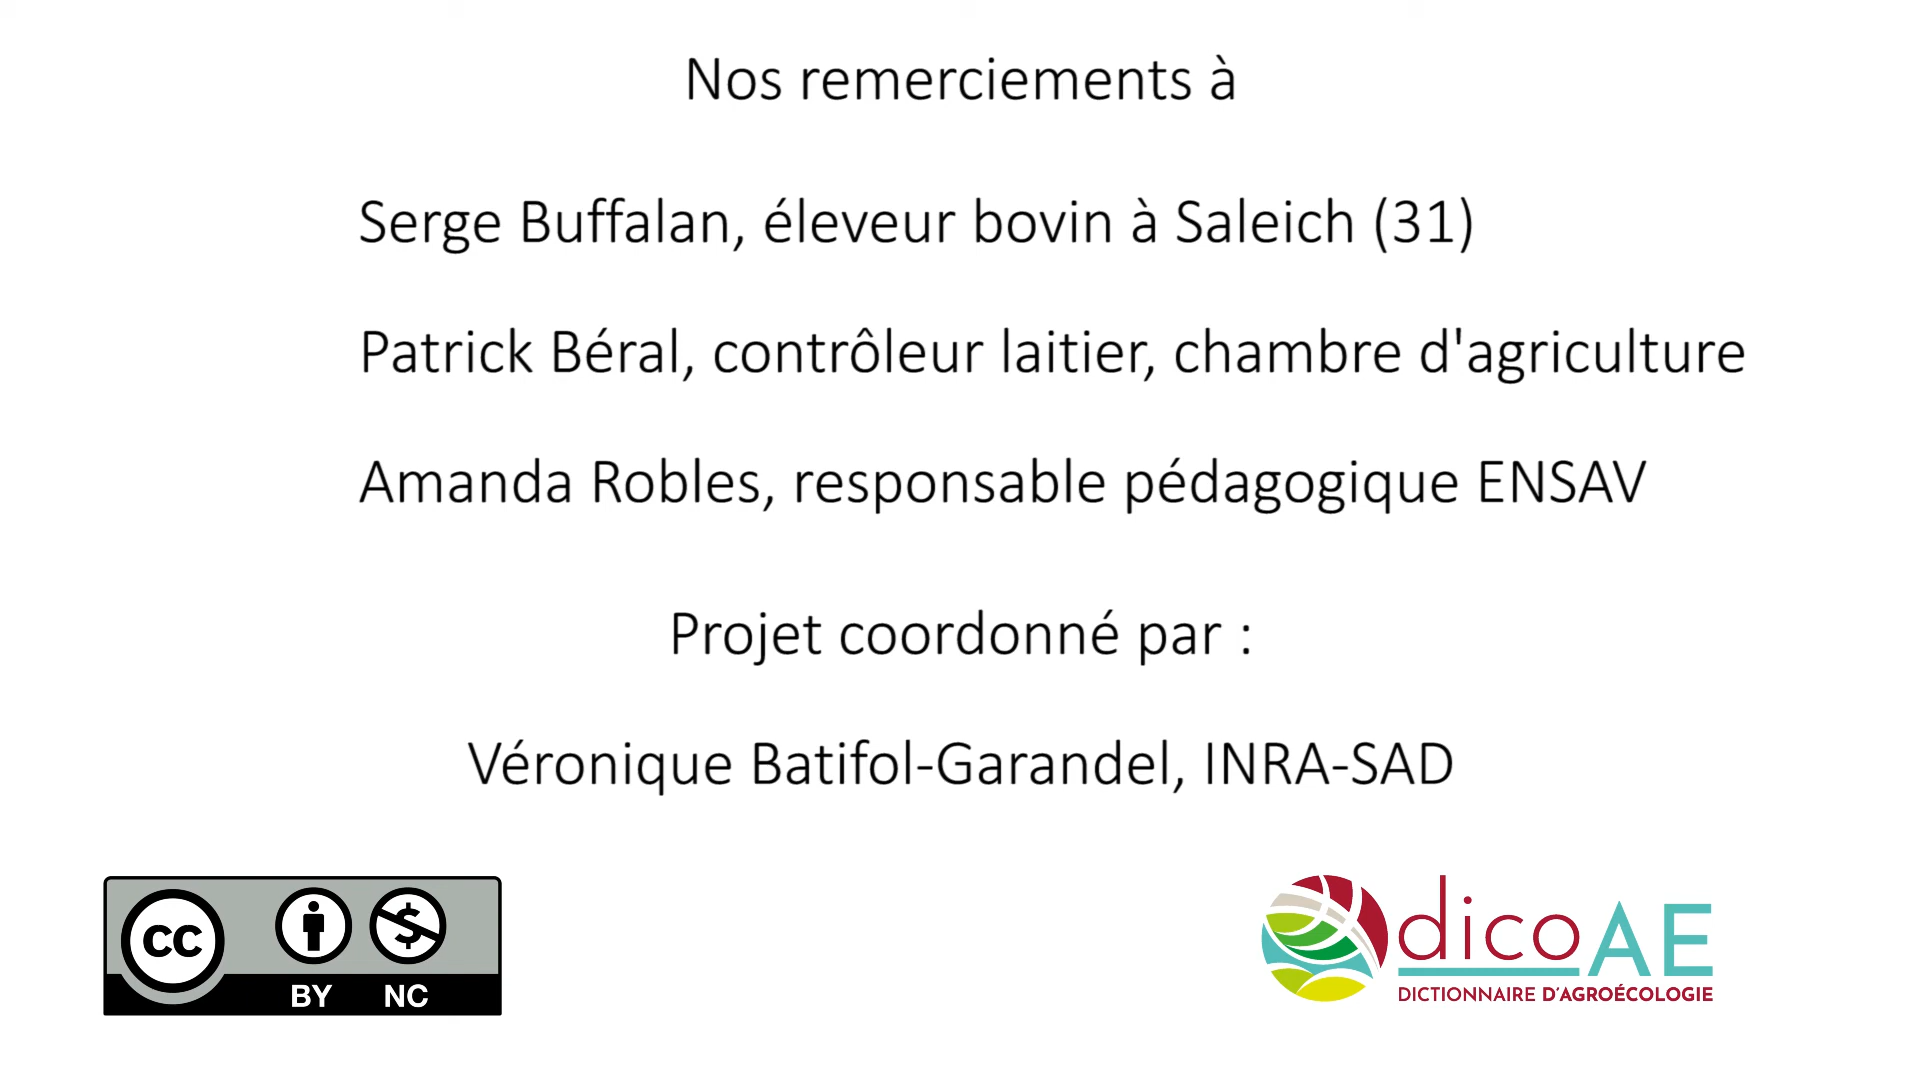 Nos remerciements à
Serge Buffalan, éleveur bovin à Saleich (31)
Patrick Béral, contrôleur laitier, chambre d'agriculture
Amanda Robles, responsable pédagogique ENSAV
Projet coordonné par :
Véronique Batifol-Garandel, INRA-SAD
cc
BY NC
dicoAE
DICTIONNAIRE D'AGROÉCOLOGIE